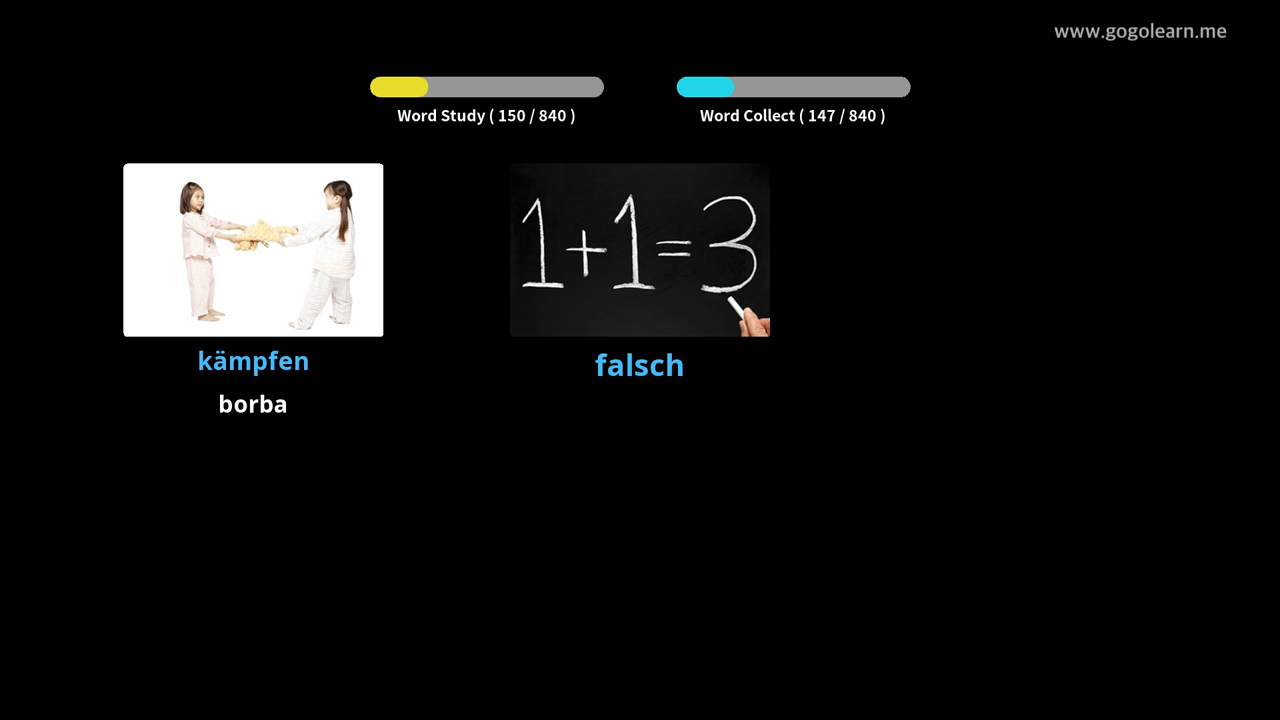 www.gogolearn.me
Word Study ( 150 / 840 )
Word Collect ( 147 / 840 )
1+1=3
kämpfen
falsch
borba